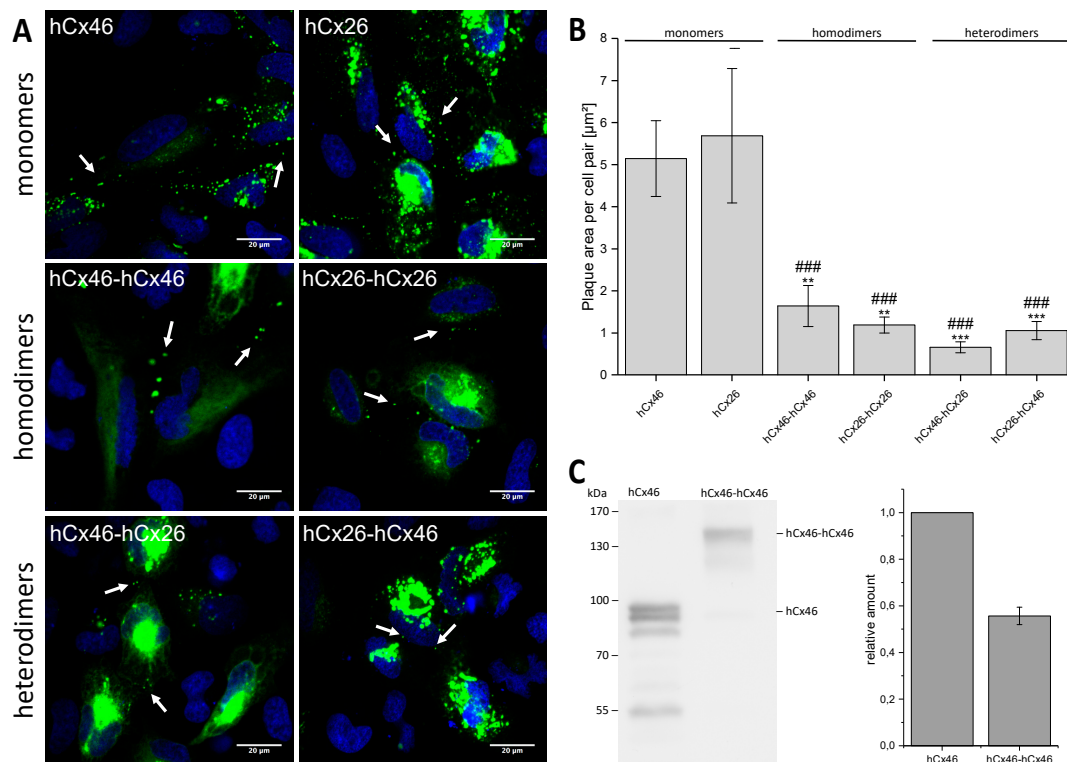 A
monomers
hCx46
hCx26
20 µm
20 µm
homodimers
hCx46-hCx46
hCx26-hCx26
20 µm
20 µm
heterodimers
hCx46-hCx26
hCx26-hCx46
20 µm
20 µm
B
monomers homodimers heterodimers
Plaque area per cell pair [µm²]
8
7
6
5
4
3
2
1
0
###
**
###
**
###
***
###
***
hCx46
hCx26
hCx46-hCx46
hCx26-hCx26
hCx46-hCx26
hCx26-hCx46
C
kDa
hCx46
hCx46-hCx46
170
130
100
70
55
hCx46-hCx46
hCx46
relative amount
1,0
0,8
0,6
0,4
0,2
0,0
hCx46
hCx46-hCx46